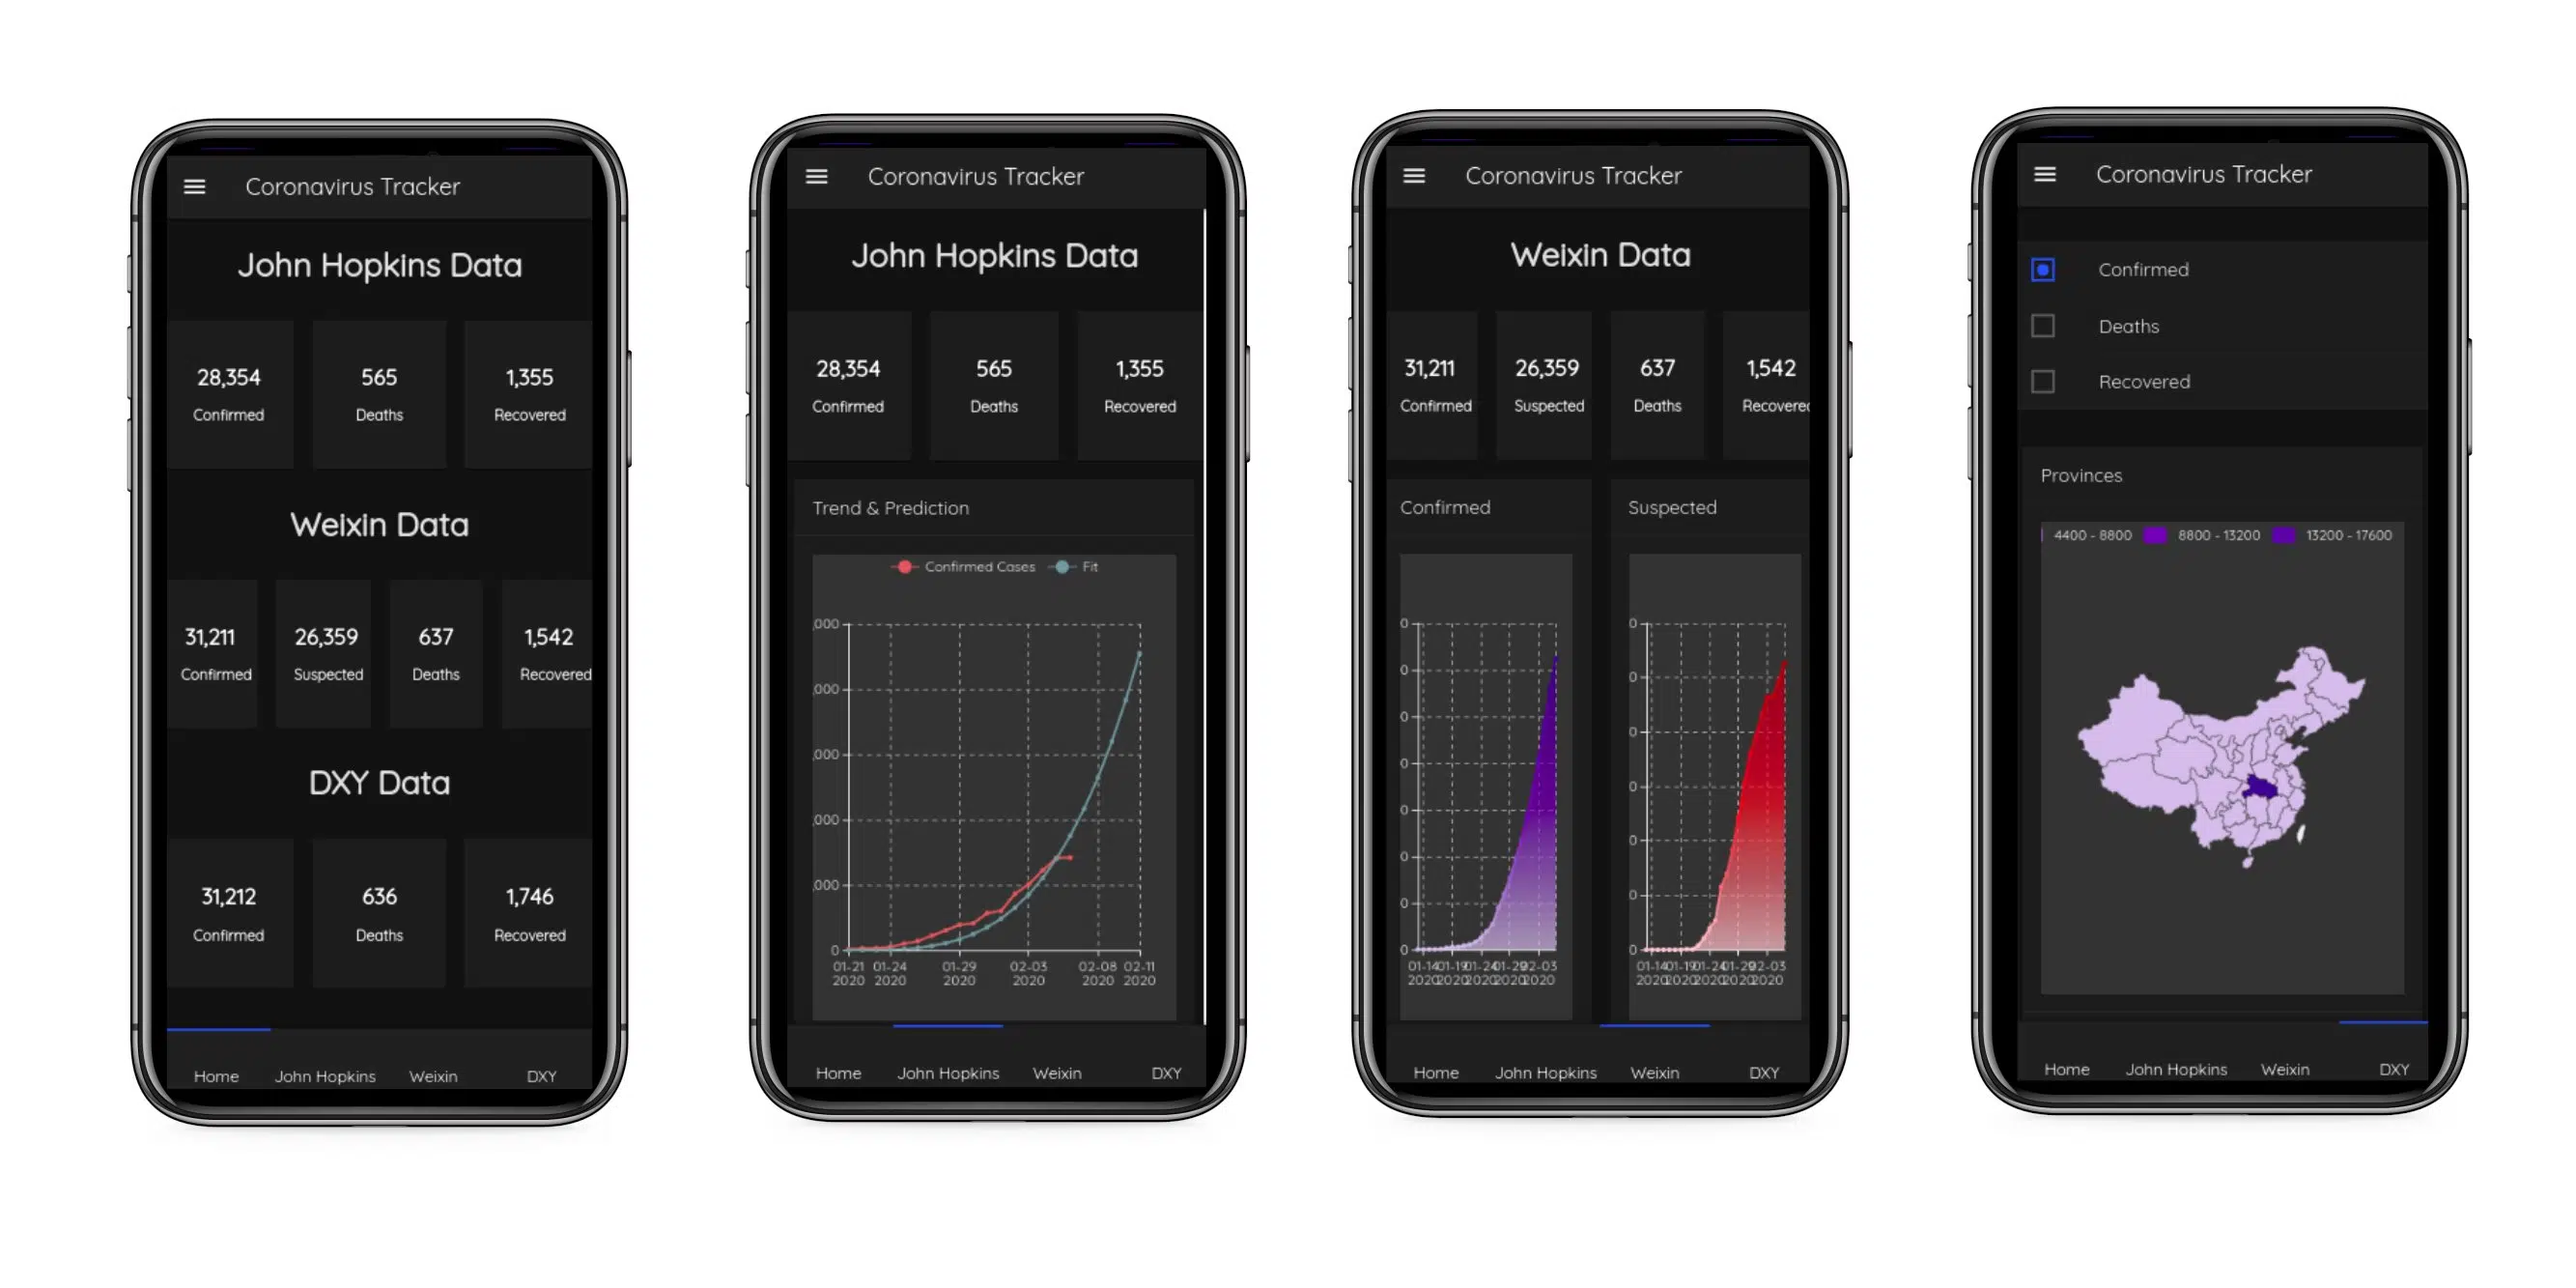 Coronavirus Tracker
John Hopkins Data
28,354 565 1,355
Confirmed Deaths Recovered
Weixin Data
31,211 26,359 637 1,542
Confirmed Suspected Deaths Recovered
DXY Data
31,212 636 1,746
Confirmed Deaths Recovered
Home John Hopkins Weixin DXY
Coronavirus Tracker
John Hopkins Data
28,354 565 1,355
Confirmed Deaths Recovered
Trend & Prediction
Confirmed Cases Fit
,000
,000
,000
,000
,000
0
01-21 01-24 01-29 02-03 02-08 02-11
2020 2020 2020 2020 2020 2020
Home John Hopkins Weixin DXY
Coronavirus Tracker
Weixin Data
31,211 26,359 637 1,542
Confirmed Suspected Deaths Recovere
Confirmed Suspected
0 0
0 0
0 0
0 0
0 0
0 0
0 0
0
01-14 01-19 01-24 01-29 02-03 01-14 01-19 01-24 01-29 02-03
2020 2020 2020 2020 2020 2020 2020 2020 2020 2020
Home John Hopkins Weixin DXY
Coronavirus Tracker
Confirmed
Deaths
Recovered
Provinces
4400 - 8800 8800 - 13200 13200 - 17600
Home John Hopkins Weixin DXY